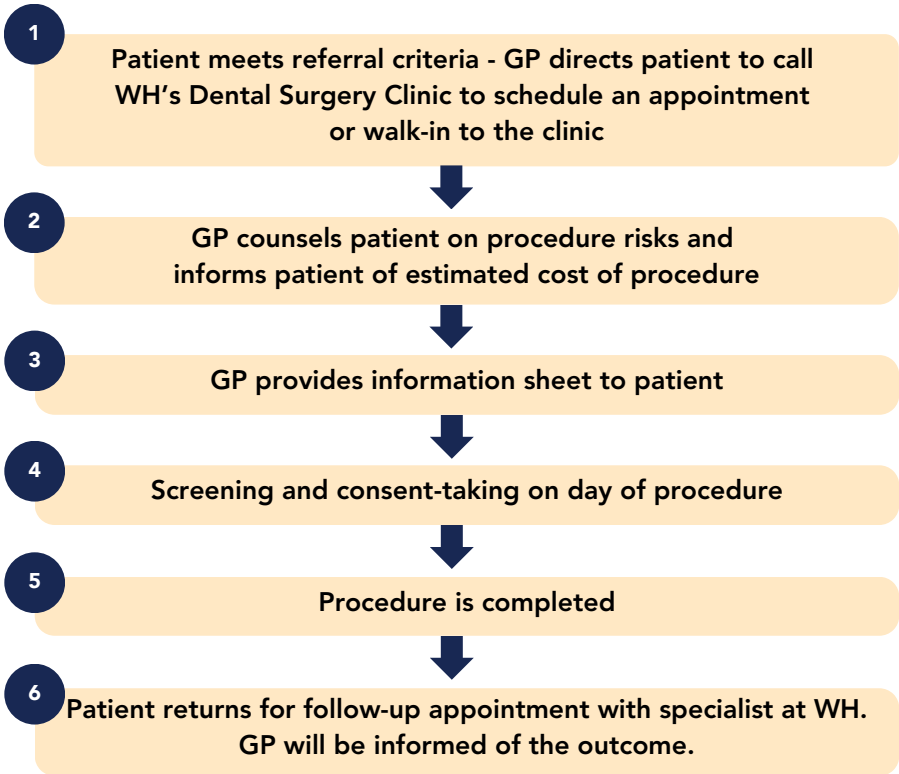 1
Patient meets referral criteria - GP directs patient to call
WH’s Dental Surgery Clinic to schedule an appointment
or walk-in to the clinic
2
GP counsels patient on procedure risks and
informs patient of estimated cost of procedure
3
GP provides information sheet to patient
4
Screening and consent-taking on day of procedure
5
Procedure is completed
6
Patient returns for follow-up appointment with specialist at WH.
GP will be informed of the outcome.